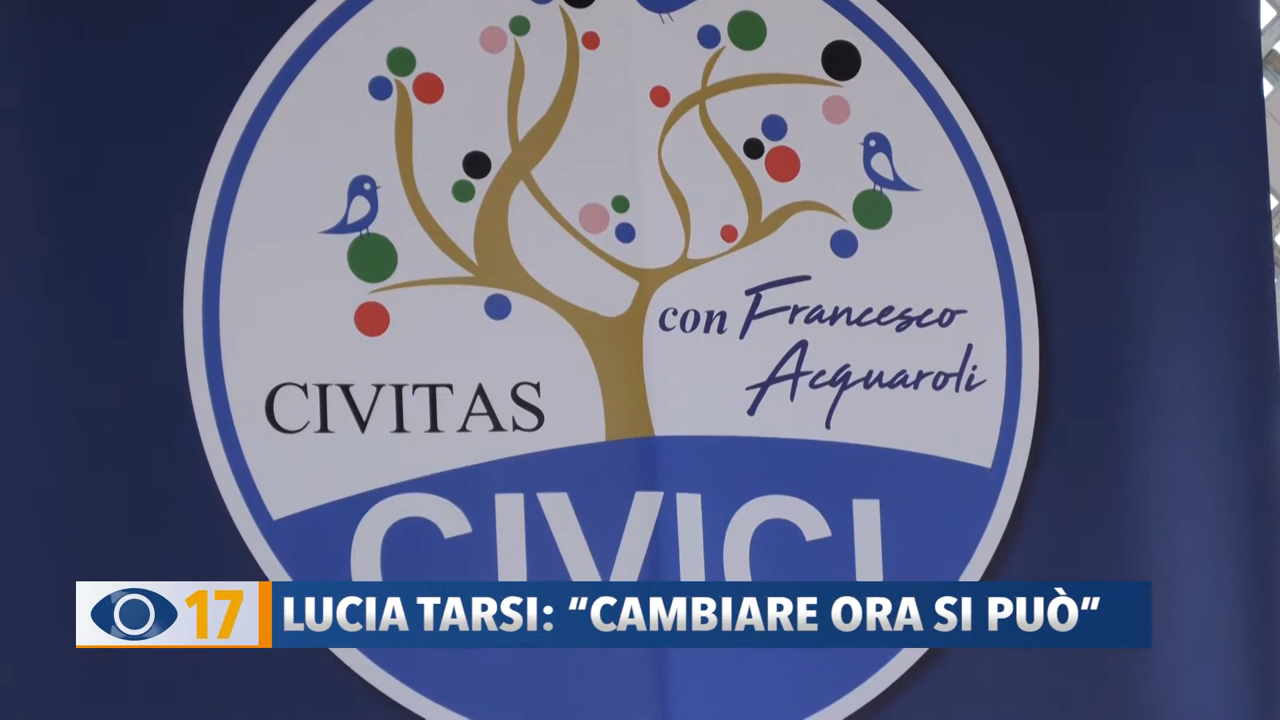 con Francesco
Acquaroli
CIVITAS
CIVICI
17 LUCIA TARSI: “CAMBIARE ORA SI PUÒ”